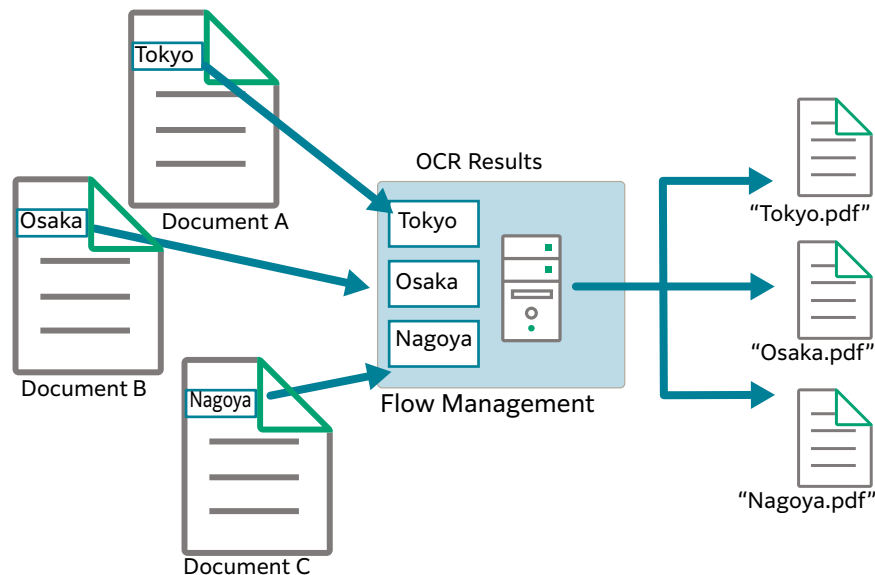 Tokyo
Document A
Osaka
Document B
Nagoya
Document C
OCR Results
Tokyo
Osaka
Nagoya
Flow Management
“Tokyo.pdf”
“Osaka.pdf”
“Nagoya.pdf”